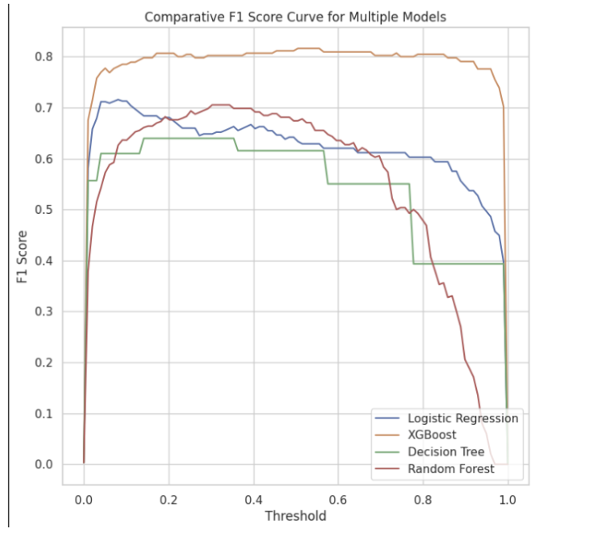 Comparative F1 Score Curve for Multiple Models
0.8
0.7
0.6
0.5
0.4
0.3
0.2
0.1
0.0
F1 Score
Logistic Regression
XGBoost
Decision Tree
Random Forest
0.0 0.2 0.4 0.6 0.8 1.0
Threshold